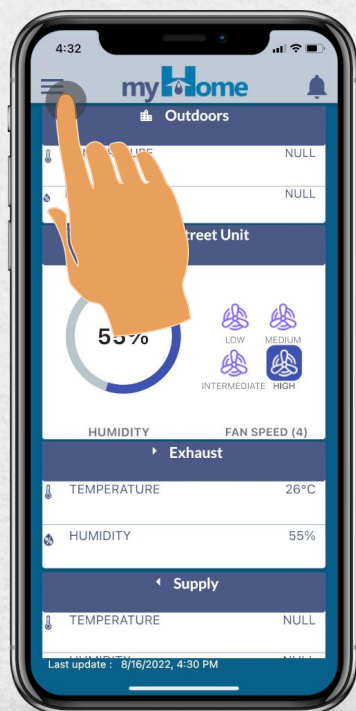 4:32
myHome
Outdoors
NULL
NULL
treet Unit
55%
LOW MEDIUM
INTERMEDIATE HIGH
HUMIDITY FAN SPEED (4)
Exhaust
TEMPERATURE 26°C
HUMIDITY 55%
Supply
TEMPERATURE NULL
Last update : 8/16/2022, 4:30 PM